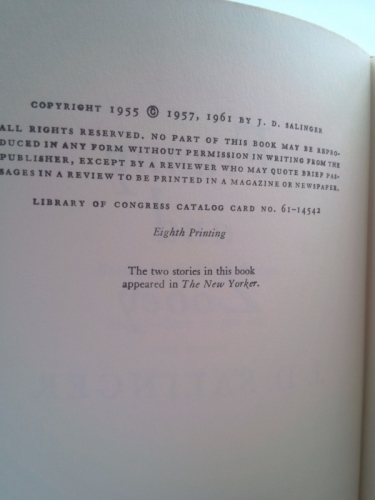 COPYRIGHT 1955 © 1957, 1961 BY J. D. SALINGER
ALL RIGHTS RESERVED. NO PART OF THIS BOOK MAY BE REPRO-
DUCED IN ANY FORM WITHOUT PERMISSION IN WRITING FROM THE
PUBLISHER, EXCEPT BY A REVIEWER WHO MAY QUOTE BRIEF PAS-
SAGES IN A REVIEW TO BE PRINTED IN A MAGAZINE OR NEWSPAPER.
LIBRARY OF CONGRESS CATALOG CARD NO. 61-14542
Eighth Printing
The two stories in this book
appeared in The New Yorker.